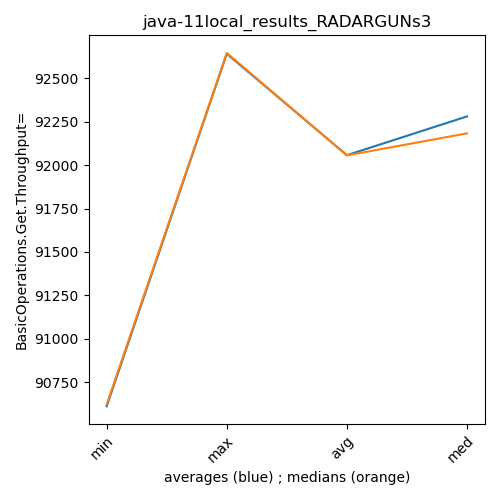 java-11local_results_RADARGUNs3
BasicOperations.Get.Throughput=
92500
92250
92000
91750
91500
91250
91000
90750
min
max
avg
med
averages (blue) ; medians (orange)